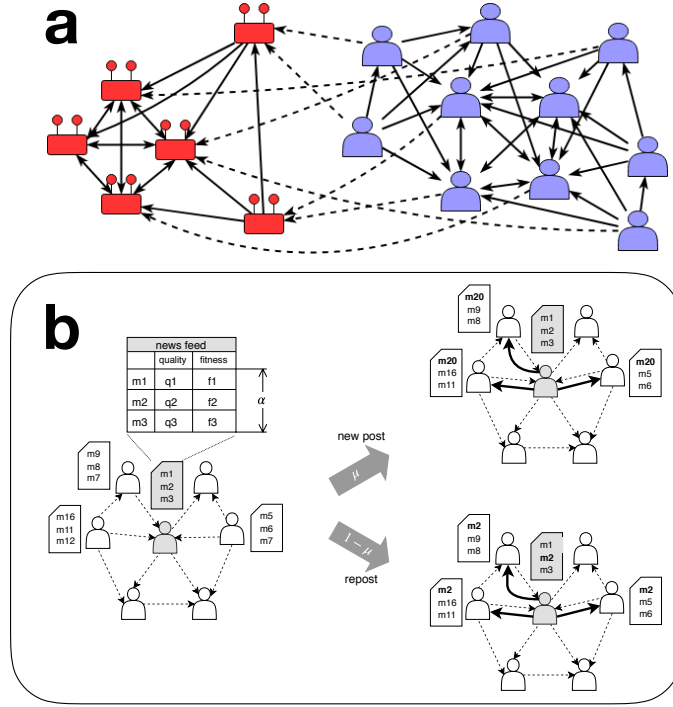 a
b
news feed
quality fitness
m1 q1 f1
m2 q2 f2
m3 q3 f3
α
m9
m8
m7
m1
m2
m3
m16
m11
m12
m5
m6
m7
new post
μ
1−μ
repost
m20
m9
m8
m1
m2
m3
m20
m16
m11
m20
m5
m6
m2
m9
m8
m1
m2
m3
m2
m16
m11
m2
m5
m6